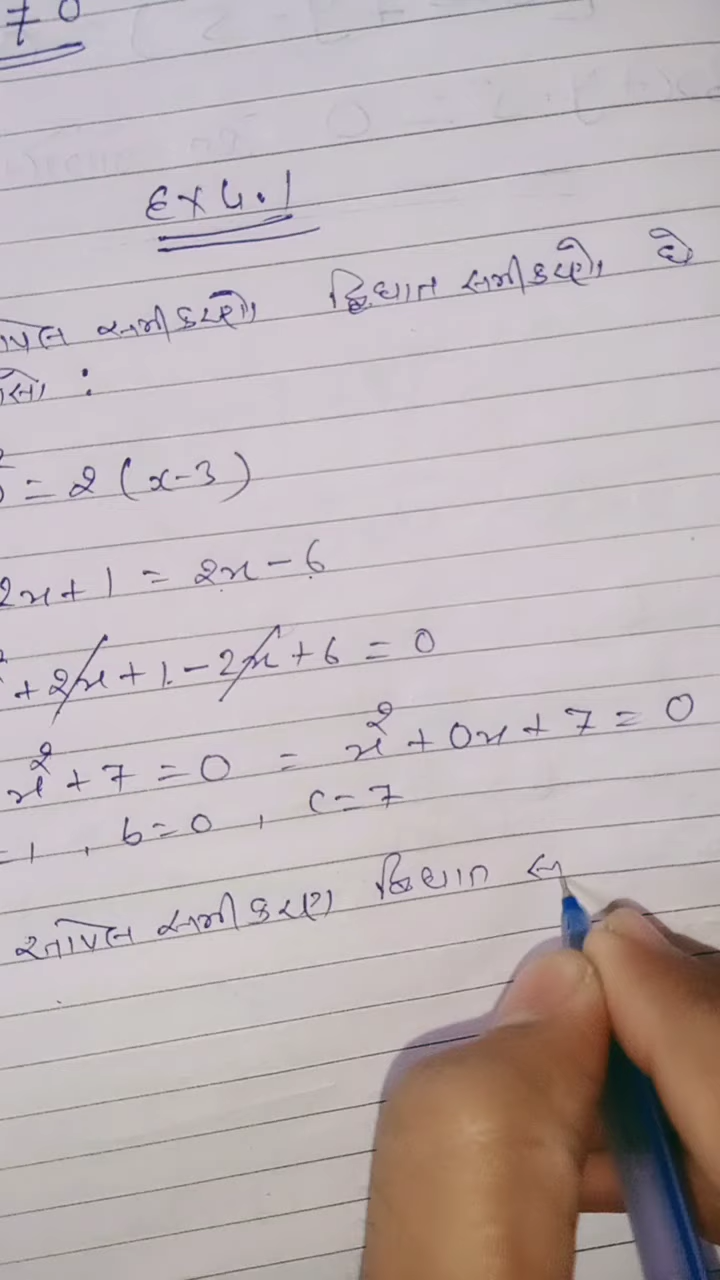 ≠ 0
Ex 4.1
આપેલ સમીકરણો દ્વિઘાત સમીકરણો છે
:
= 2 (x-3)
2x + 1 = 2x - 6
+ 2x + 1 - 2x + 6 = 0
x² + 7 = 0 = x² + 0x + 7 = 0
= 1 , b = 0 , c = 7
આપેલ સમીકરણ દ્વિઘાત સ